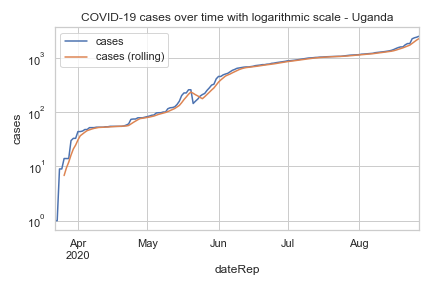 COVID-19 cases over time with logarithmic scale - Uganda
cases
cases (rolling)
10³
10²
10¹
10⁰
cases
Apr
2020
May
Jun
Jul
Aug
dateRep